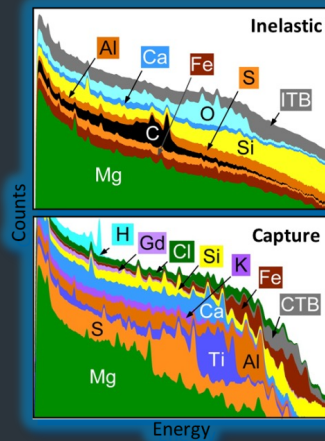 Inelastic
Al
Ca
Fe
S
ITB
O
C
Si
Mg
Counts
Capture
H
Gd
Cl
Si
K
Fe
CTB
Ca
S
Ti
Al
Mg
Energy